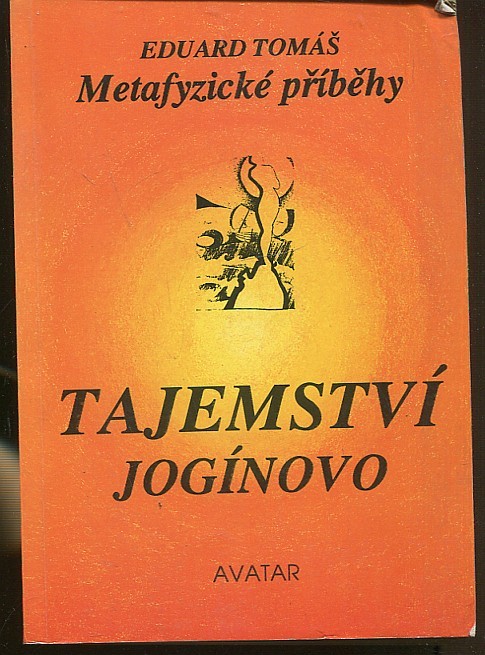 EDUARD TOMÁŠ
Metafyzické příběhy
TAJEMSTVÍ
JOGÍNOVO
AVATAR